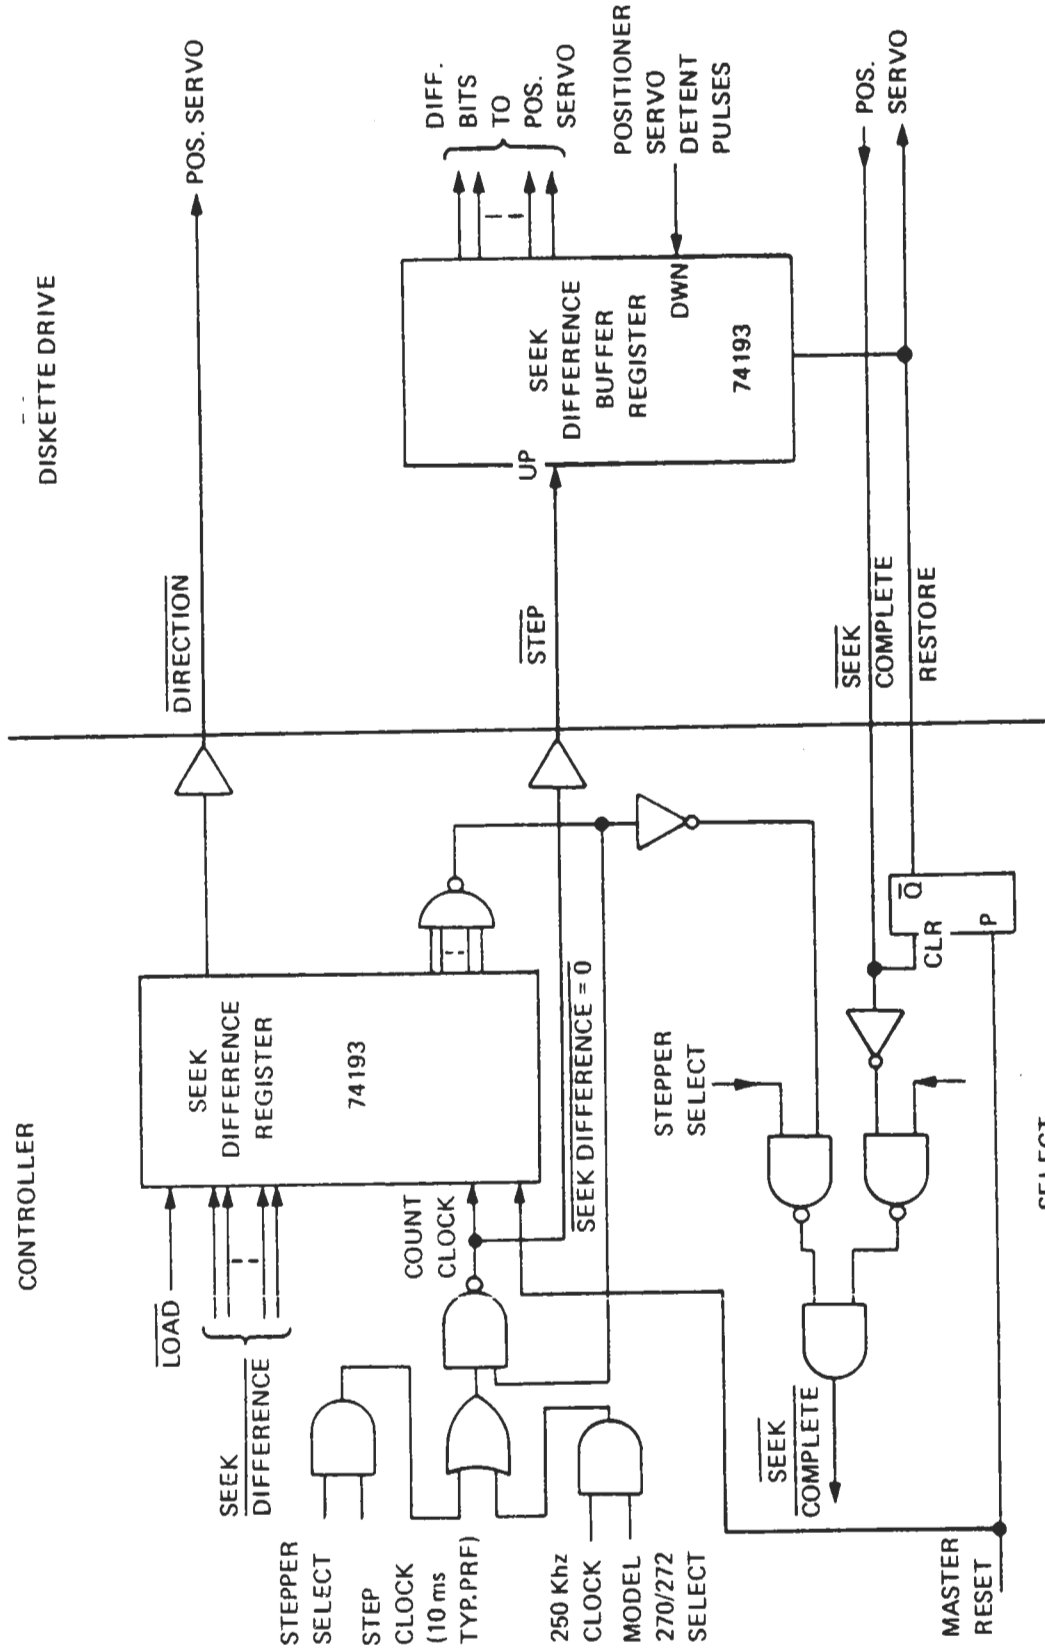 CONTROLLER
DISKETTE DRIVE
LOAD
SEEK
DIFFERENCE
SEEK
DIFFERENCE
REGISTER
74193
DIRECTION
POS. SERVO
STEPPER
SELECT
STEP
CLOCK
(10 ms
TYP.PRF)
250 Khz
CLOCK
MODEL
270/272
SELECT
COUNT
CLOCK
SEEK DIFFERENCE = 0
STEP
UP
SEEK
DIFFERENCE
BUFFER
REGISTER
DWN
74193
DIFF.
BITS
TO
POS.
SERVO
POSITIONER
SERVO
DETENT
PULSES
STEPPER
SELECT
SEEK
COMPLETE
SEEK
COMPLETE
RESTORE
POS.
SERVO
CLR
Q
P
MASTER
RESET